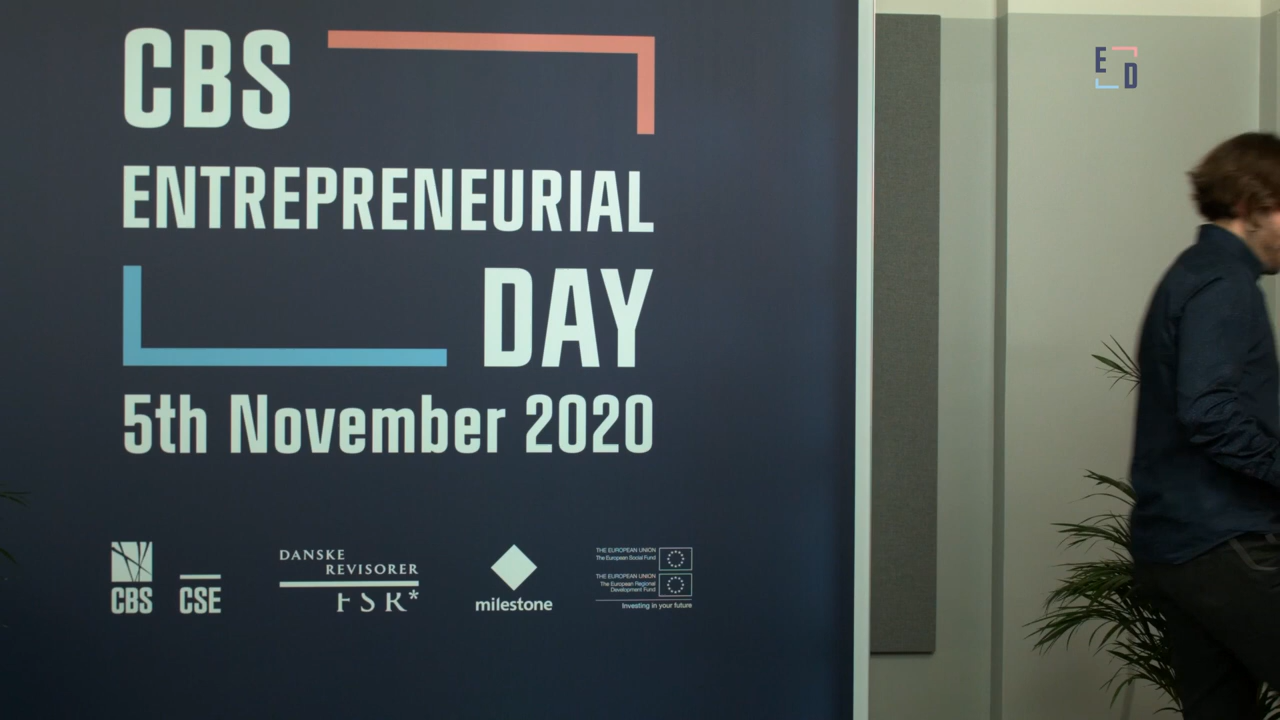 CBS
ENTREPRENEURIAL
DAY
5th November 2020
CBS
CSE
DANSKE
REVISORER
FSR*
milestone
THE EUROPEAN UNION
The European Social Fund
THE EUROPEAN UNION
The European Regional
Development Fund
Investing in your future
E
D